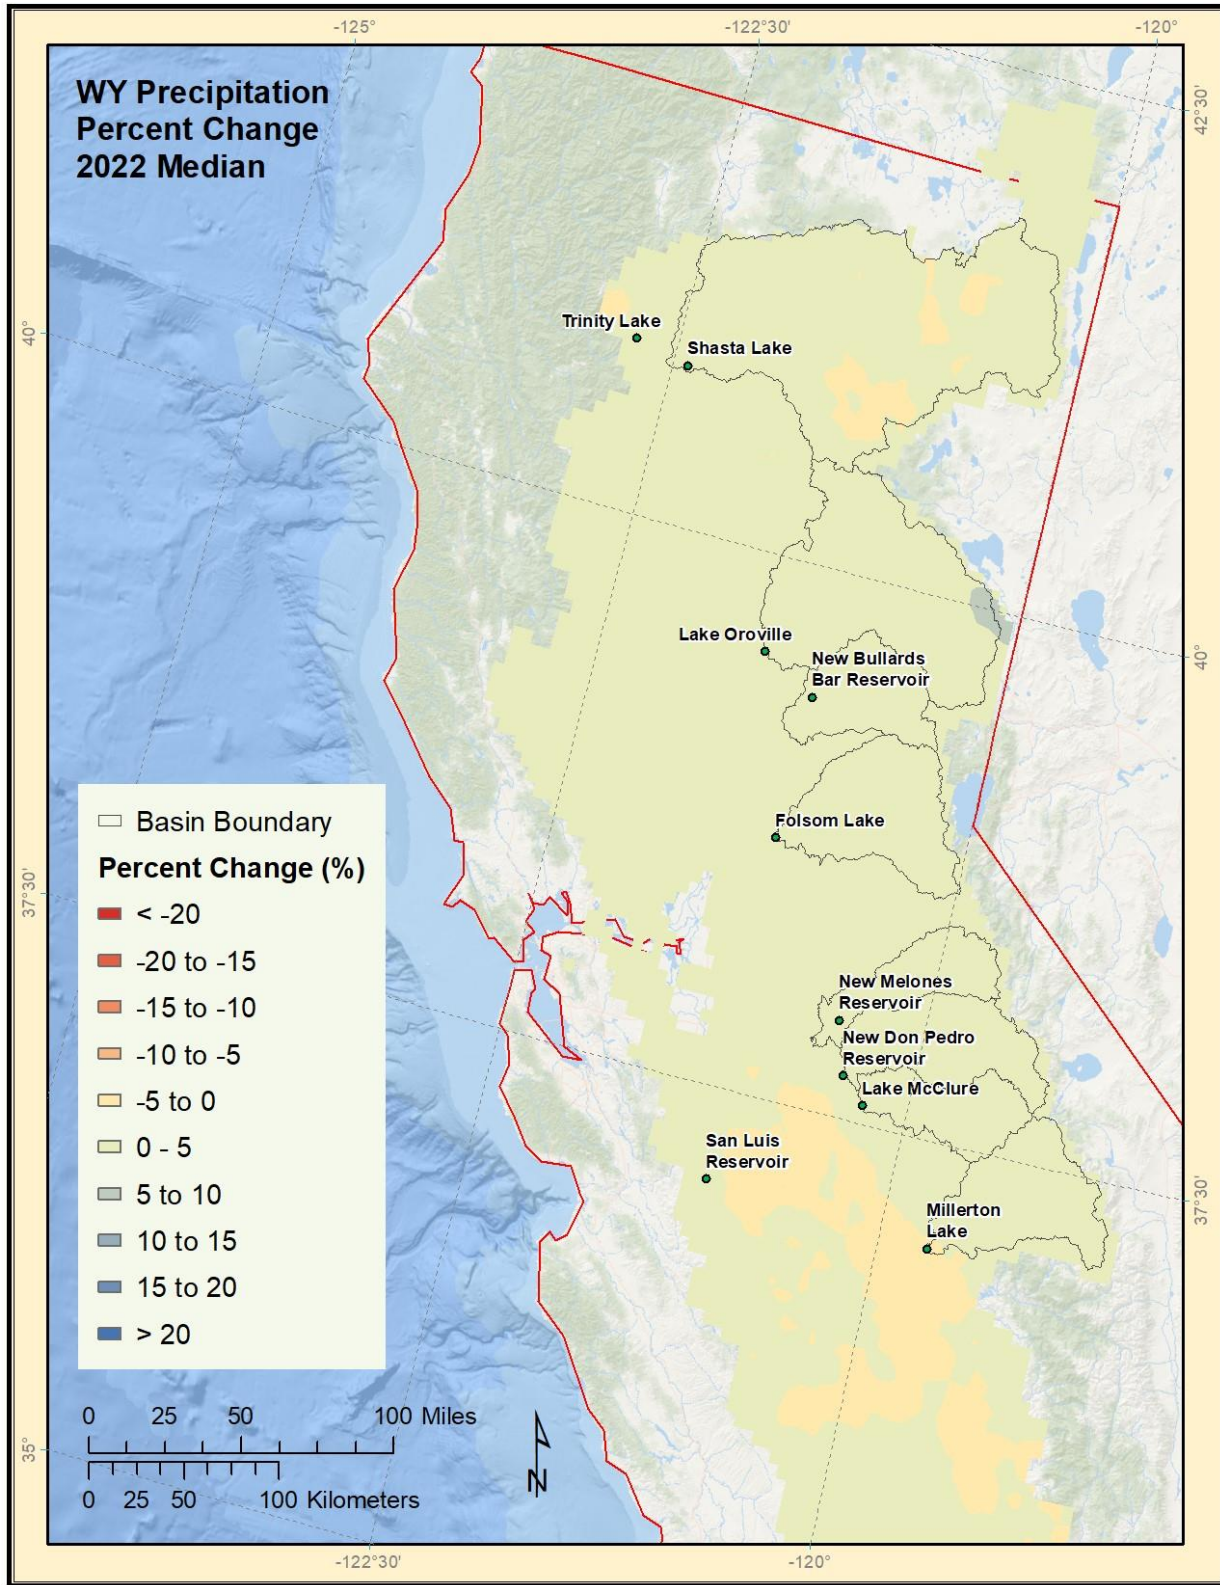 -125°
-122°30'
-120°
WY Precipitation
Percent Change
2022 Median
42°30'
Trinity Lake
Shasta Lake
40°
Lake Oroville
New Bullards
Bar Reservoir
40°
Folsom Lake
Basin Boundary
Percent Change (%)
< -20
-20 to -15
-15 to -10
-10 to -5
-5 to 0
0 - 5
5 to 10
10 to 15
15 to 20
> 20
37°30'
New Melones
Reservoir
New Don Pedro
Reservoir
Lake McClure
San Luis
Reservoir
Millerton
Lake
37°30'
0 25 50 100 Miles
0 25 50 100 Kilometers
N
35°
-122°30'
-120°